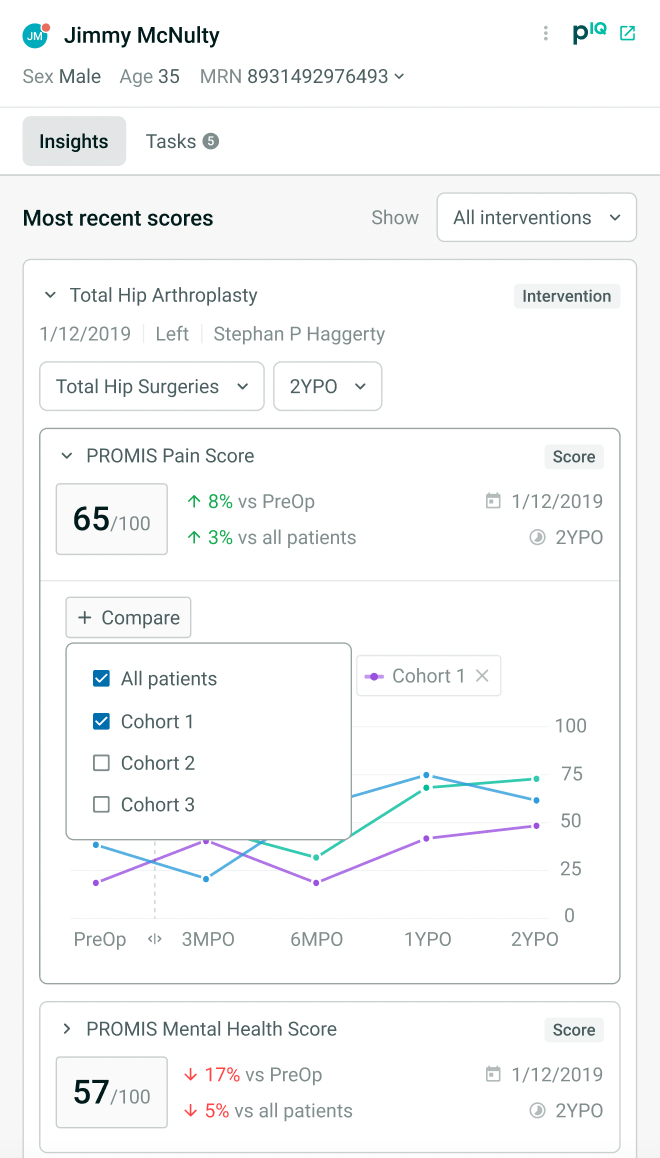 JM Jimmy McNulty pIQ
Sex Male Age 35 MRN 8931492976493
Insights Tasks 5
Most recent scores Show All interventions
Total Hip Arthroplasty Intervention
1/12/2019 Left Stephan P Haggerty
Total Hip Surgeries 2YPO
PROMIS Pain Score Score
65/100 8% vs PreOp 1/12/2019
3% vs all patients 2YPO
+ Compare
All patients Cohort 1
Cohort 1
Cohort 2
Cohort 3
100
75
50
25
0
PreOp 3MPO 6MPO 1YPO 2YPO
PROMIS Mental Health Score Score
57/100 17% vs PreOp 1/12/2019
5% vs all patients 2YPO